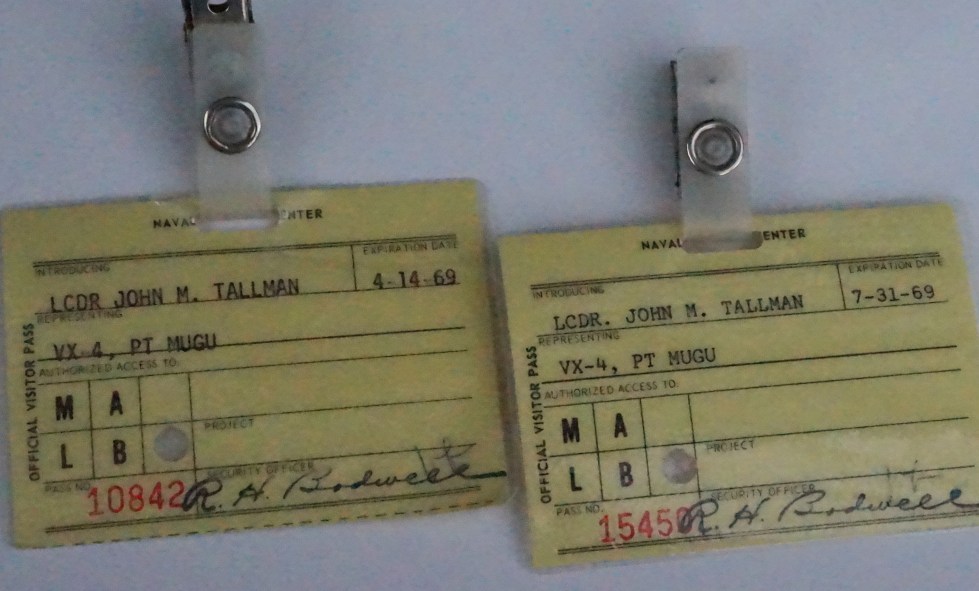 NAVAL ENTER
INTRODUCING
EXPIRATION DATE
LCDR JOHN M. TALLMAN
4-14-69
REPRESENTING
VX-4, PT MUGU
AUTHORIZED ACCESS TO:
M A
PROJECT
L B
SECURITY OFFICER
PASS NO.
10842
R. H. Bodwell
OFFICIAL VISITOR PASS
NAVAL ENTER
INTRODUCING
EXPIRATION DATE
LCDR. JOHN M. TALLMAN
7-31-69
REPRESENTING
VX-4, PT MUGU
AUTHORIZED ACCESS TO:
M A
PROJECT
L B
SECURITY OFFICER
PASS NO.
R. H. Bodwell
OFFICIAL VISITOR PASS